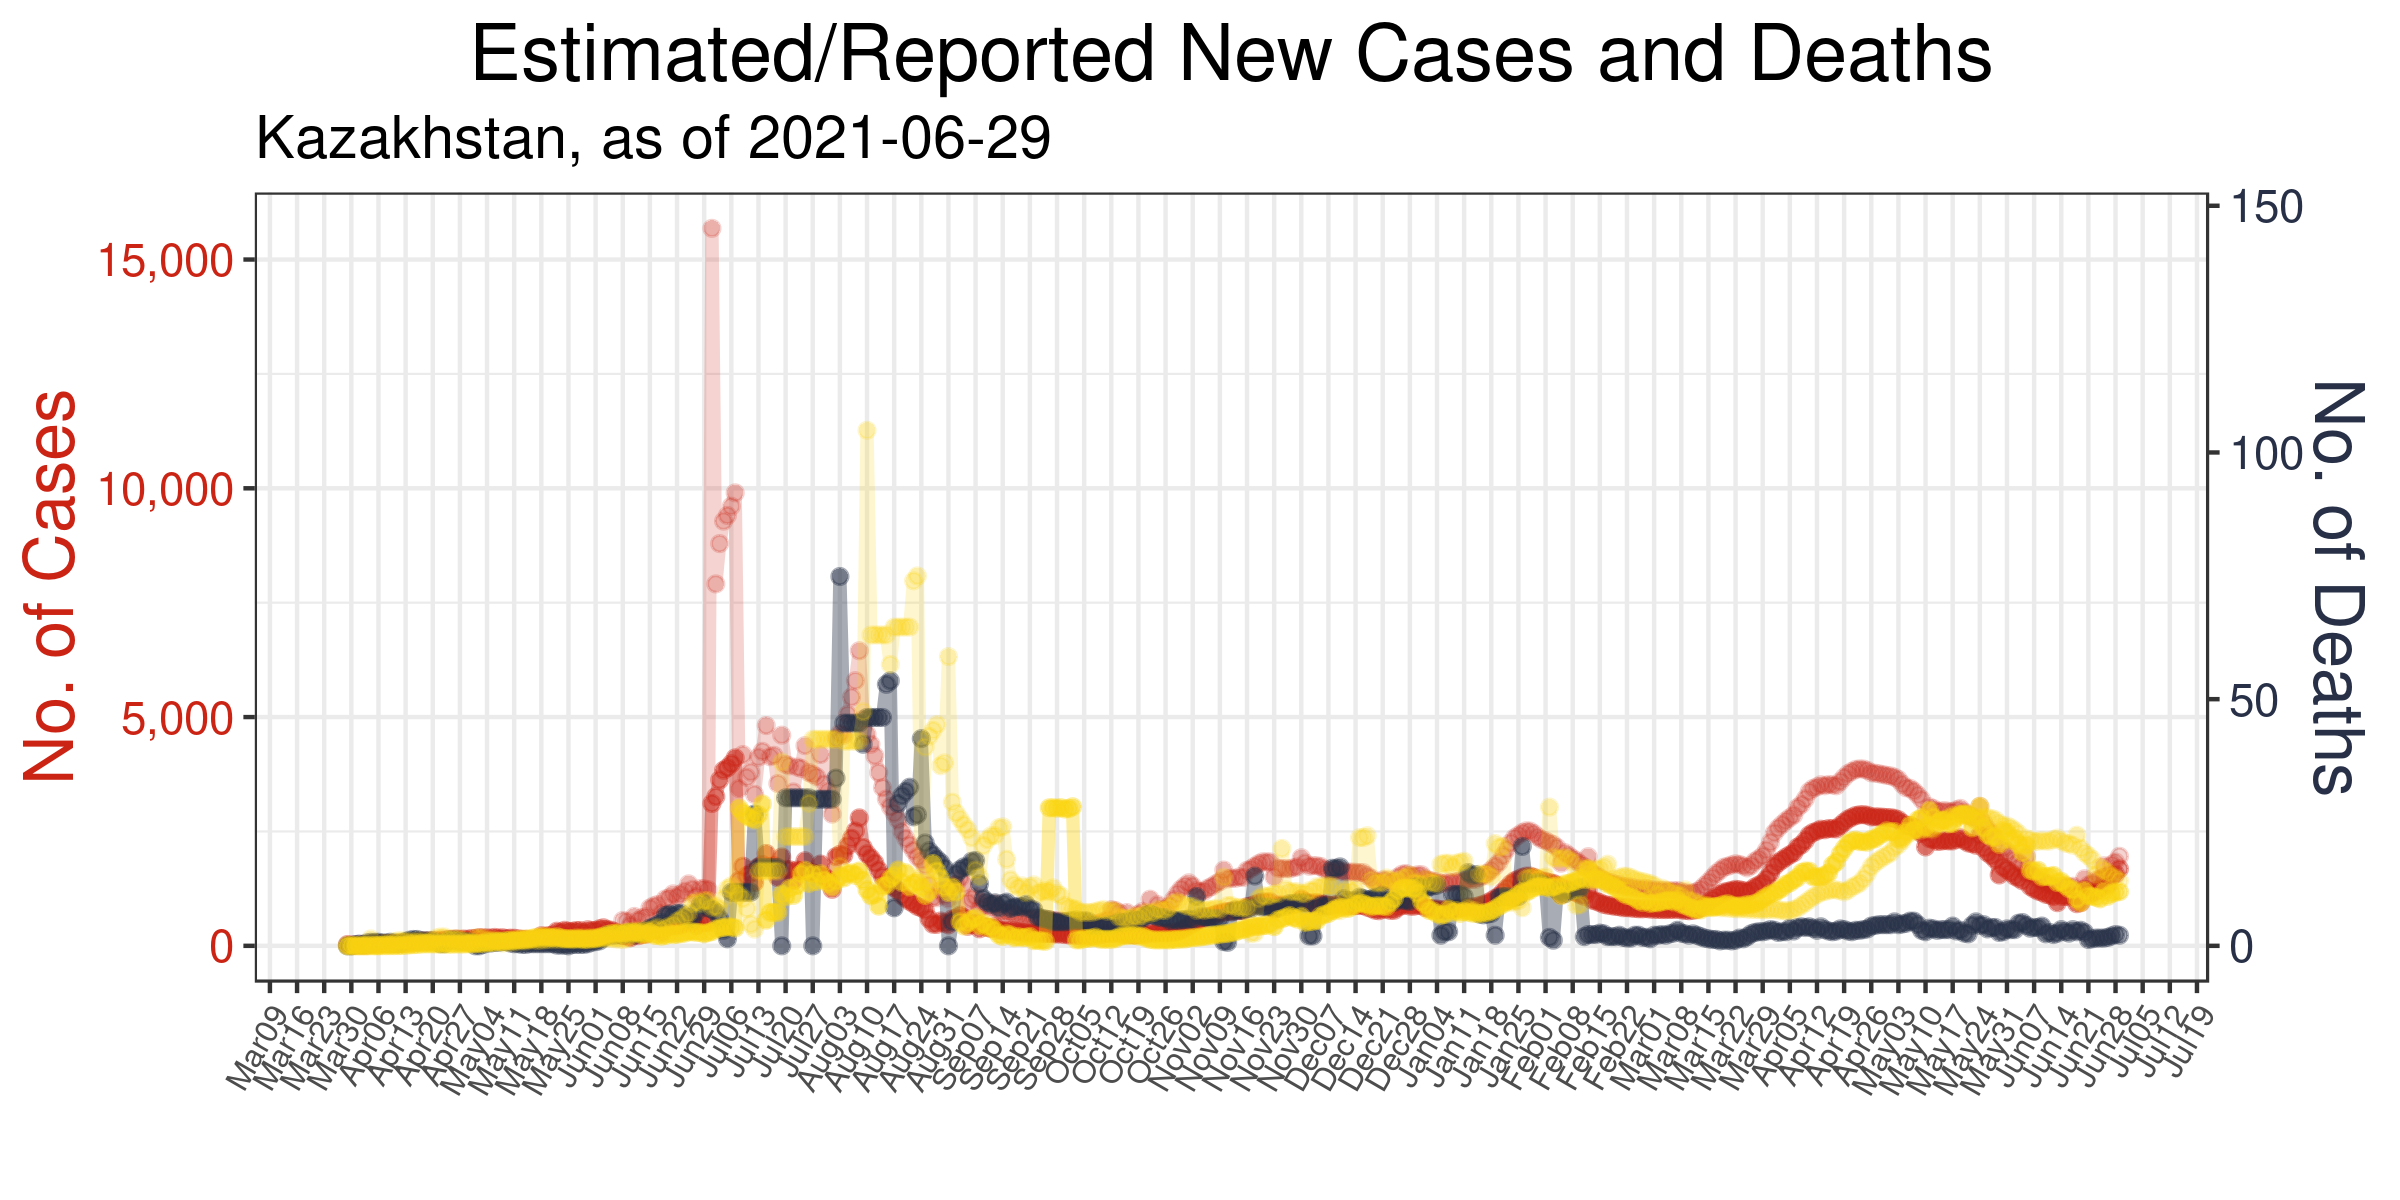 Estimated/Reported New Cases and Deaths
Kazakhstan, as of 2021-06-29
No. of Cases
15,000
10,000
5,000
0
150
100
50
0
No. of Deaths
Mar09
Mar16
Mar23
Mar30
Apr06
Apr13
Apr20
Apr27
May04
May11
May18
May25
Jun01
Jun08
Jun15
Jun22
Jun29
Jul06
Jul13
Jul20
Jul27
Aug03
Aug10
Aug17
Aug24
Aug31
Sep07
Sep14
Sep21
Sep28
Oct05
Oct12
Oct19
Oct26
Nov02
Nov09
Nov16
Nov23
Nov30
Dec07
Dec14
Dec21
Dec28
Jan04
Jan11
Jan18
Jan25
Feb01
Feb08
Feb15
Feb22
Mar01
Mar08
Mar15
Mar22
Mar29
Apr05
Apr12
Apr19
Apr26
May03
May10
May17
May24
May31
Jun07
Jun14
Jun21
Jun28
Jul05
Jul12
Jul19